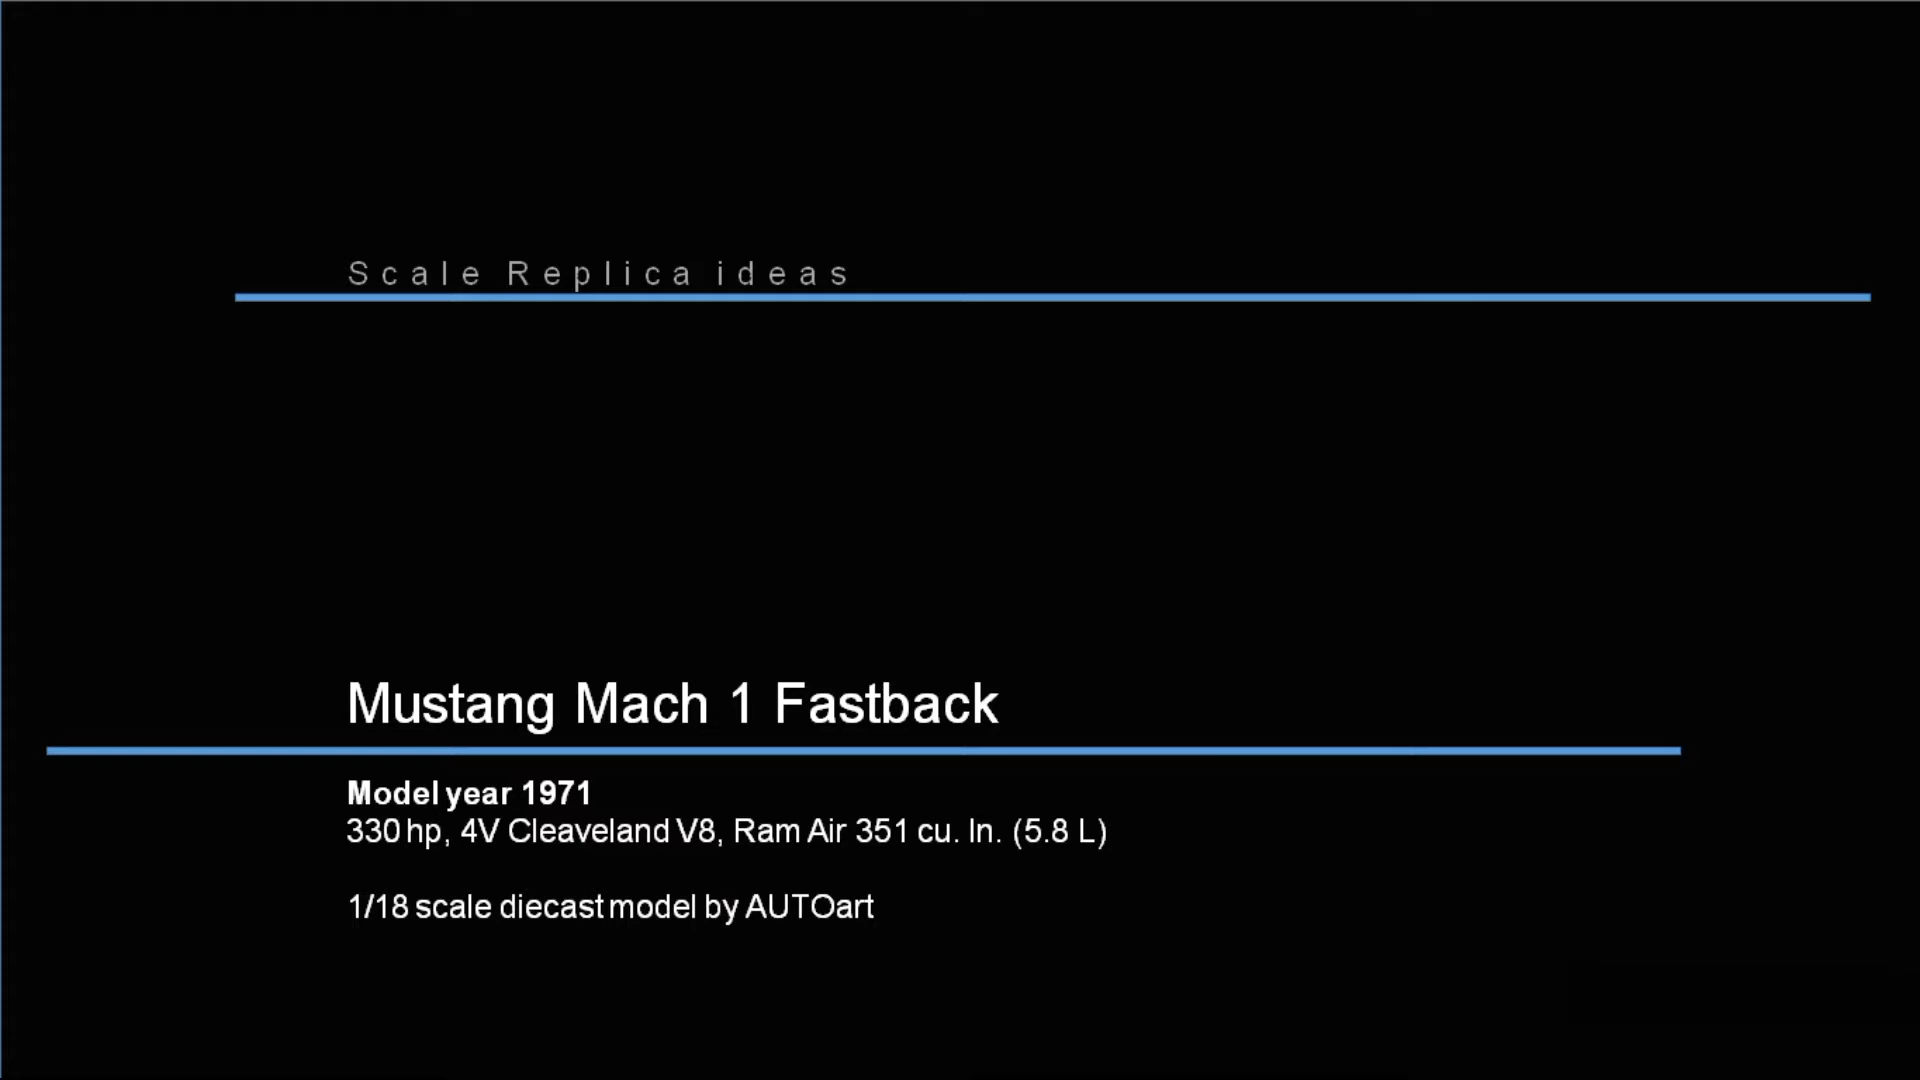 Scale Replica ideas
Mustang Mach 1 Fastback
Model year 1971
330 hp, 4V Cleaveland V8, Ram Air 351 cu. In. (5.8 L)
1/18 scale diecast model by AUTOart